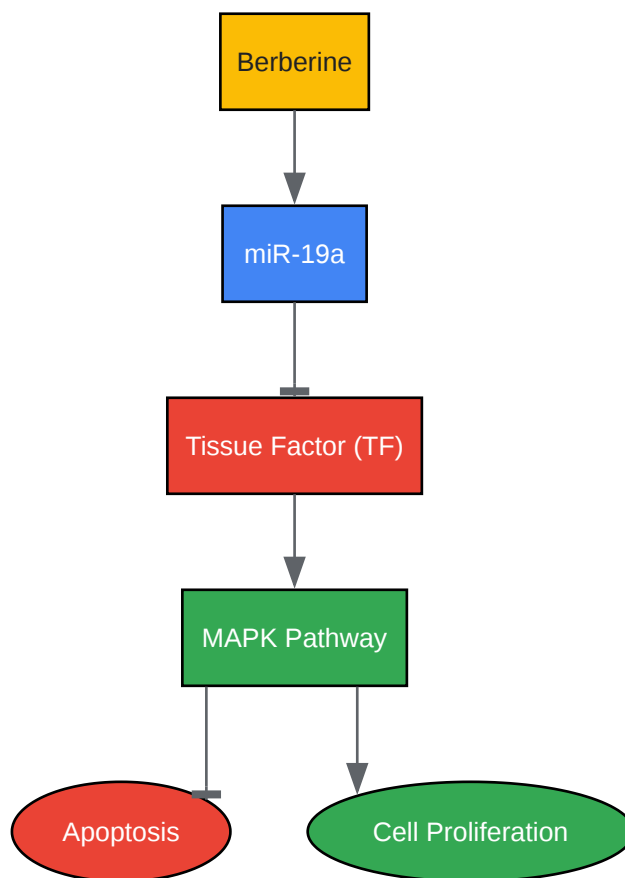 Berberine
miR-19a
Tissue Factor (TF)
MAPK Pathway
Apoptosis
Cell Proliferation